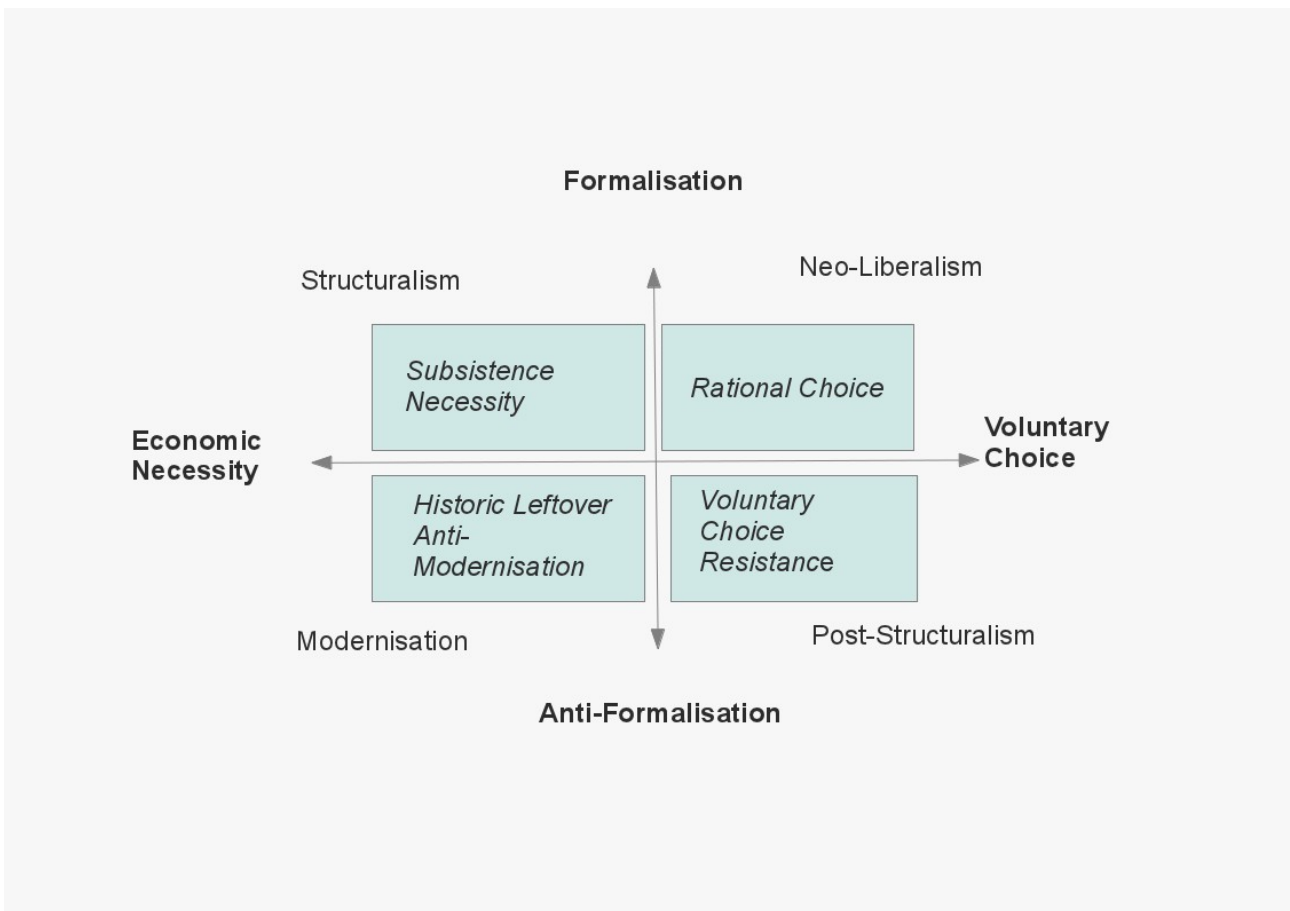 Formalisation
Structuralism
Neo-Liberalism
Subsistence
Necessity
Rational Choice
Economic
Necessity
Voluntary
Choice
Historic Leftover
Anti-
Modernisation
Voluntary
Choice
Resistance
Modernisation
Post-Structuralism
Anti-Formalisation